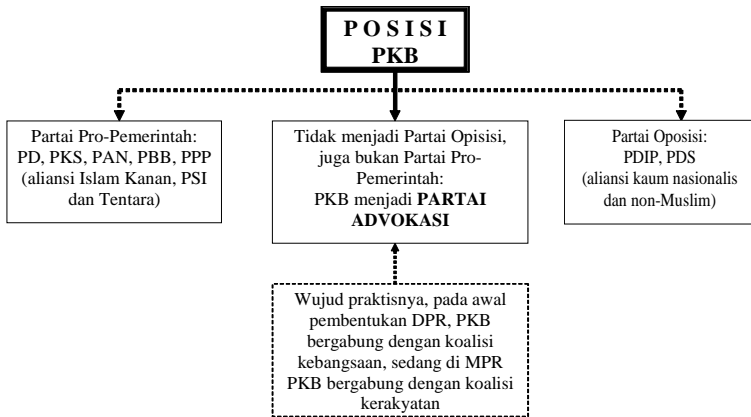 P O S I S I
PKB
Partai Pro-Pemerintah:
PD, PKS, PAN, PBB, PPP
(aliansi Islam Kanan, PSI
dan Tentara)
Tidak menjadi Partai Opisisi,
juga bukan Partai Pro-
Pemerintah:
PKB menjadi PARTAI
ADVOKASI
Partai Oposisi:
PDIP, PDS
(aliansi kaum nasionalis
dan non-Muslim)
Wujud praktisnya, pada awal
pembentukan DPR, PKB
bergabung dengan koalisi
kebangsaan, sedang di MPR
PKB bergabung dengan koalisi
kerakyatan